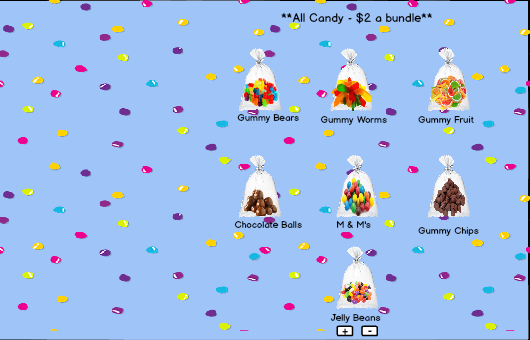 **All Candy - $2 a bundle**
Gummy Bears
Gummy Worms
Gummy Fruit
Chocolate Balls
M & M's
Gummy Chips
Jelly Beans
+ -